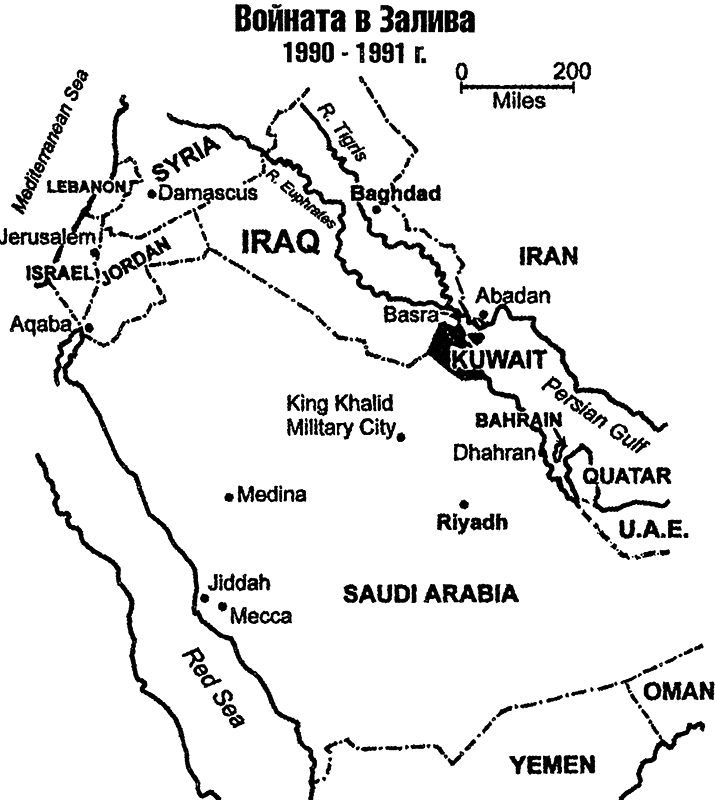 Войната в Залива
1990 - 1991 г.
0 200
Miles
Mediterranean Sea
R. Tigris
SYRIA
LEBANON
Damascus
R. Euphrates
Baghdad
Jerusalem
ISRAEL
JORDAN
IRAQ
IRAN
Aqaba
Basra
Abadan
KUWAIT
King Khalid
Military City
Persian Gulf
BAHRAIN
Dhahran
QUATAR
Medina
Riyadh
U.A.E.
Jiddah
Mecca
SAUDI ARABIA
Red Sea
OMAN
YEMEN